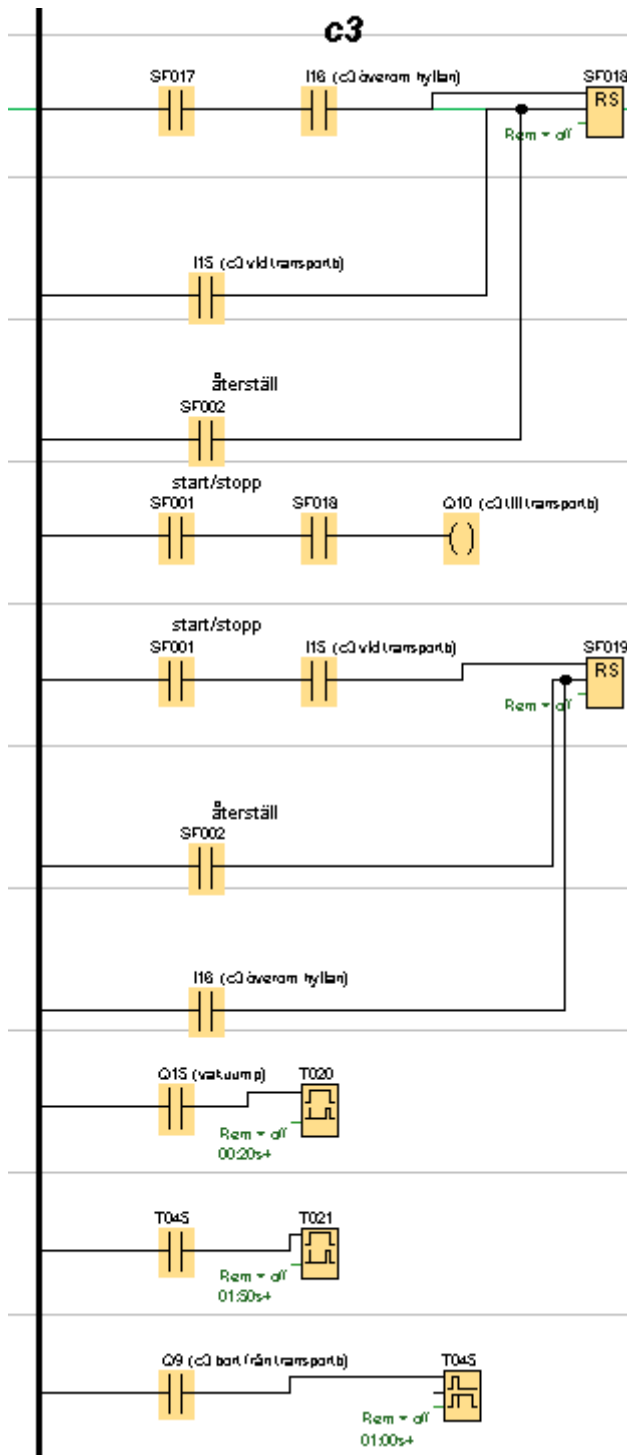 c3
SF017 I16 (c3 överom hyllan) SF018
RS
Rem = off
I15 (c3 vid transportb)
återställ
SF002
start/stopp
SF001 SF018 Q10 (c3 till transportb)
( )
start/stopp
SF001 I15 (c3 vid transportb) SF019
RS
Rem = off
återställ
SF002
I16 (c3 överom hyllan)
Q15 (vakuump) T020
Rem = off
00:20s+
T045 T021
Rem = off
01:50s+
Q9 (c3 bort från transportb) T045
Rem = off
01:00s+